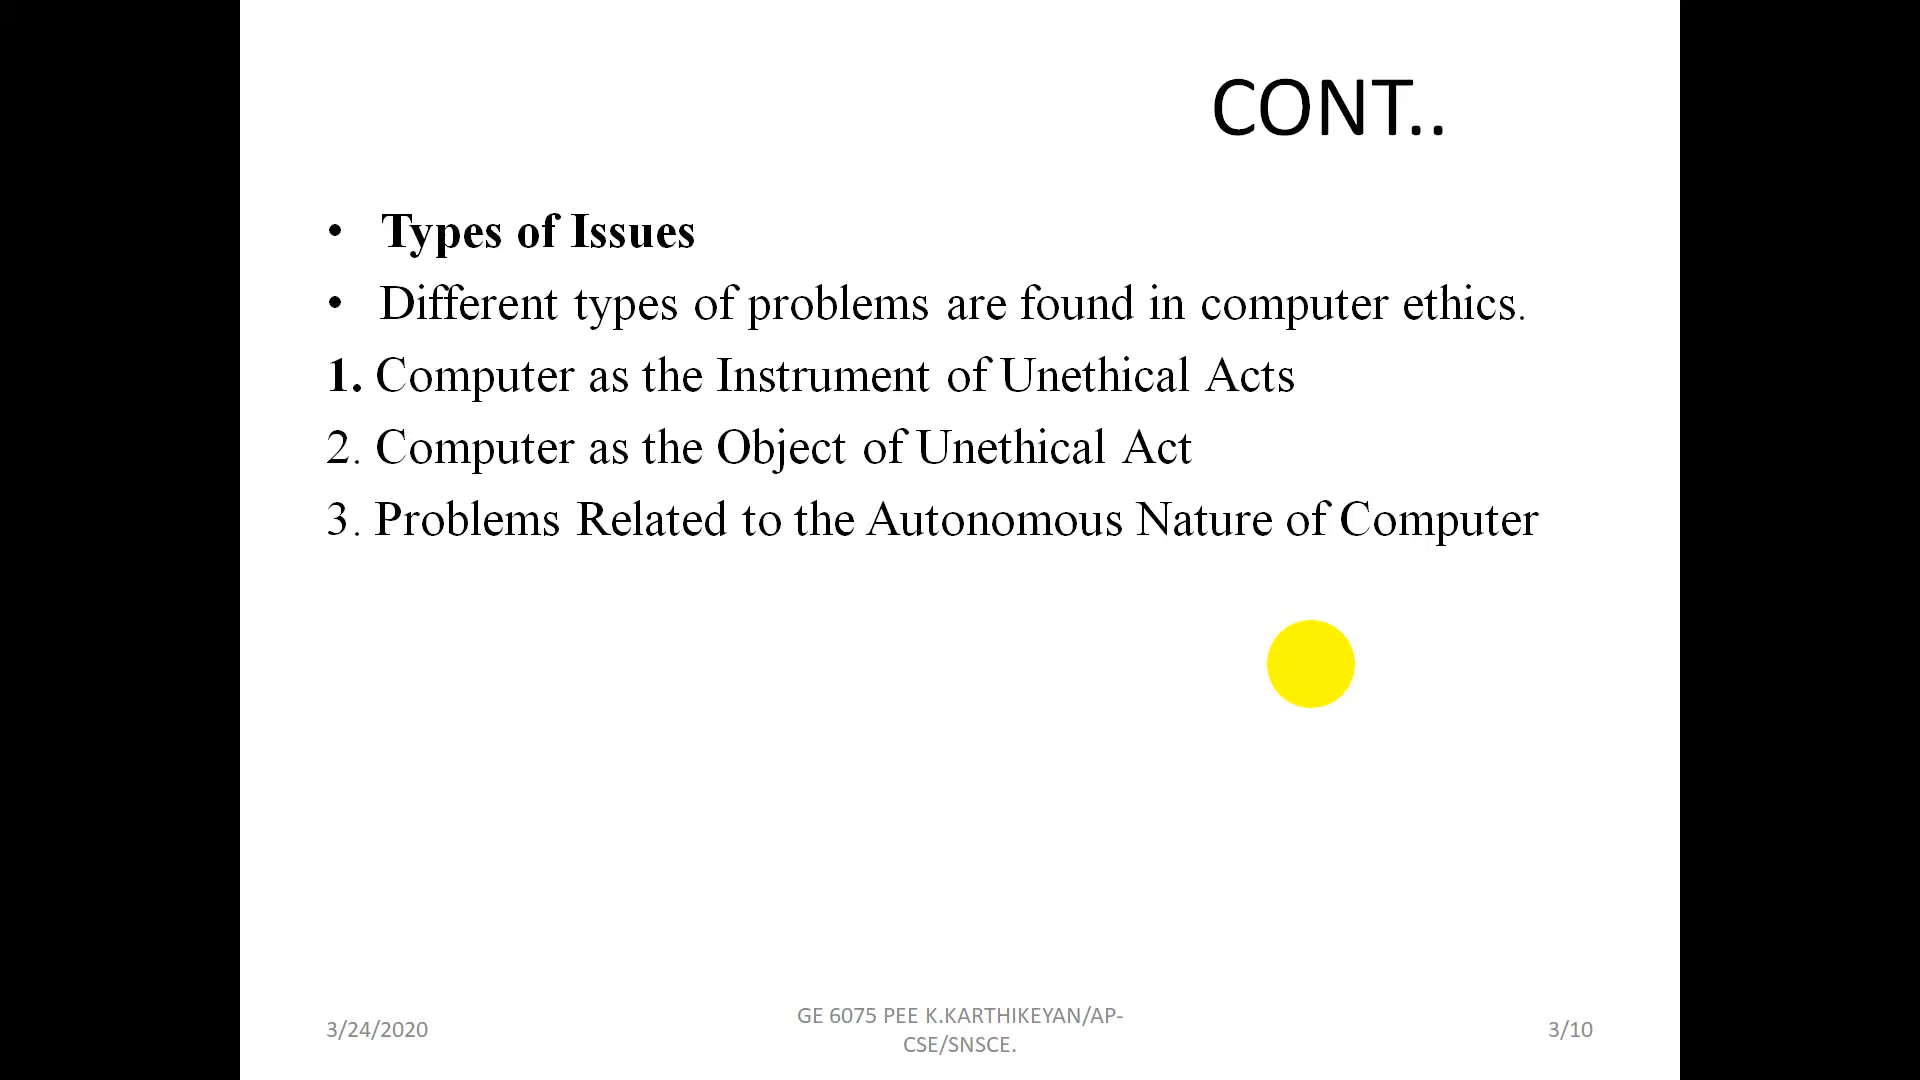 CONT..
• Types of Issues
• Different types of problems are found in computer ethics.
1. Computer as the Instrument of Unethical Acts
2. Computer as the Object of Unethical Act
3. Problems Related to the Autonomous Nature of Computer
3/24/2020
GE 6075 PEE K.KARTHIKEYAN/AP-
CSE/SNSCE.
3/10